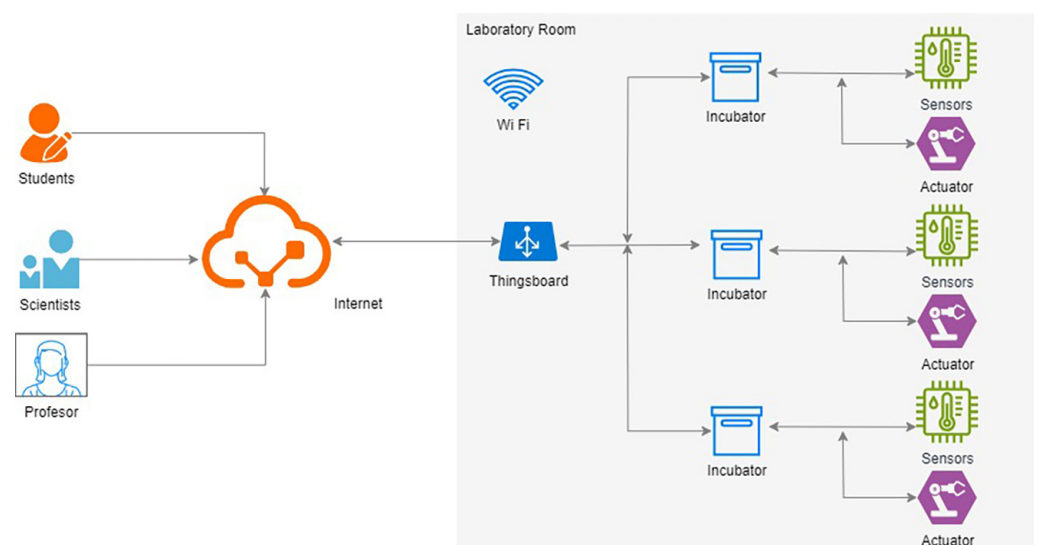 Laboratory Room
Wi Fi
Students
Scientists
Profesor
Internet
Thingsboard
Incubator
Sensors
Actuator
Incubator
Sensors
Actuator
Incubator
Sensors
Actuator